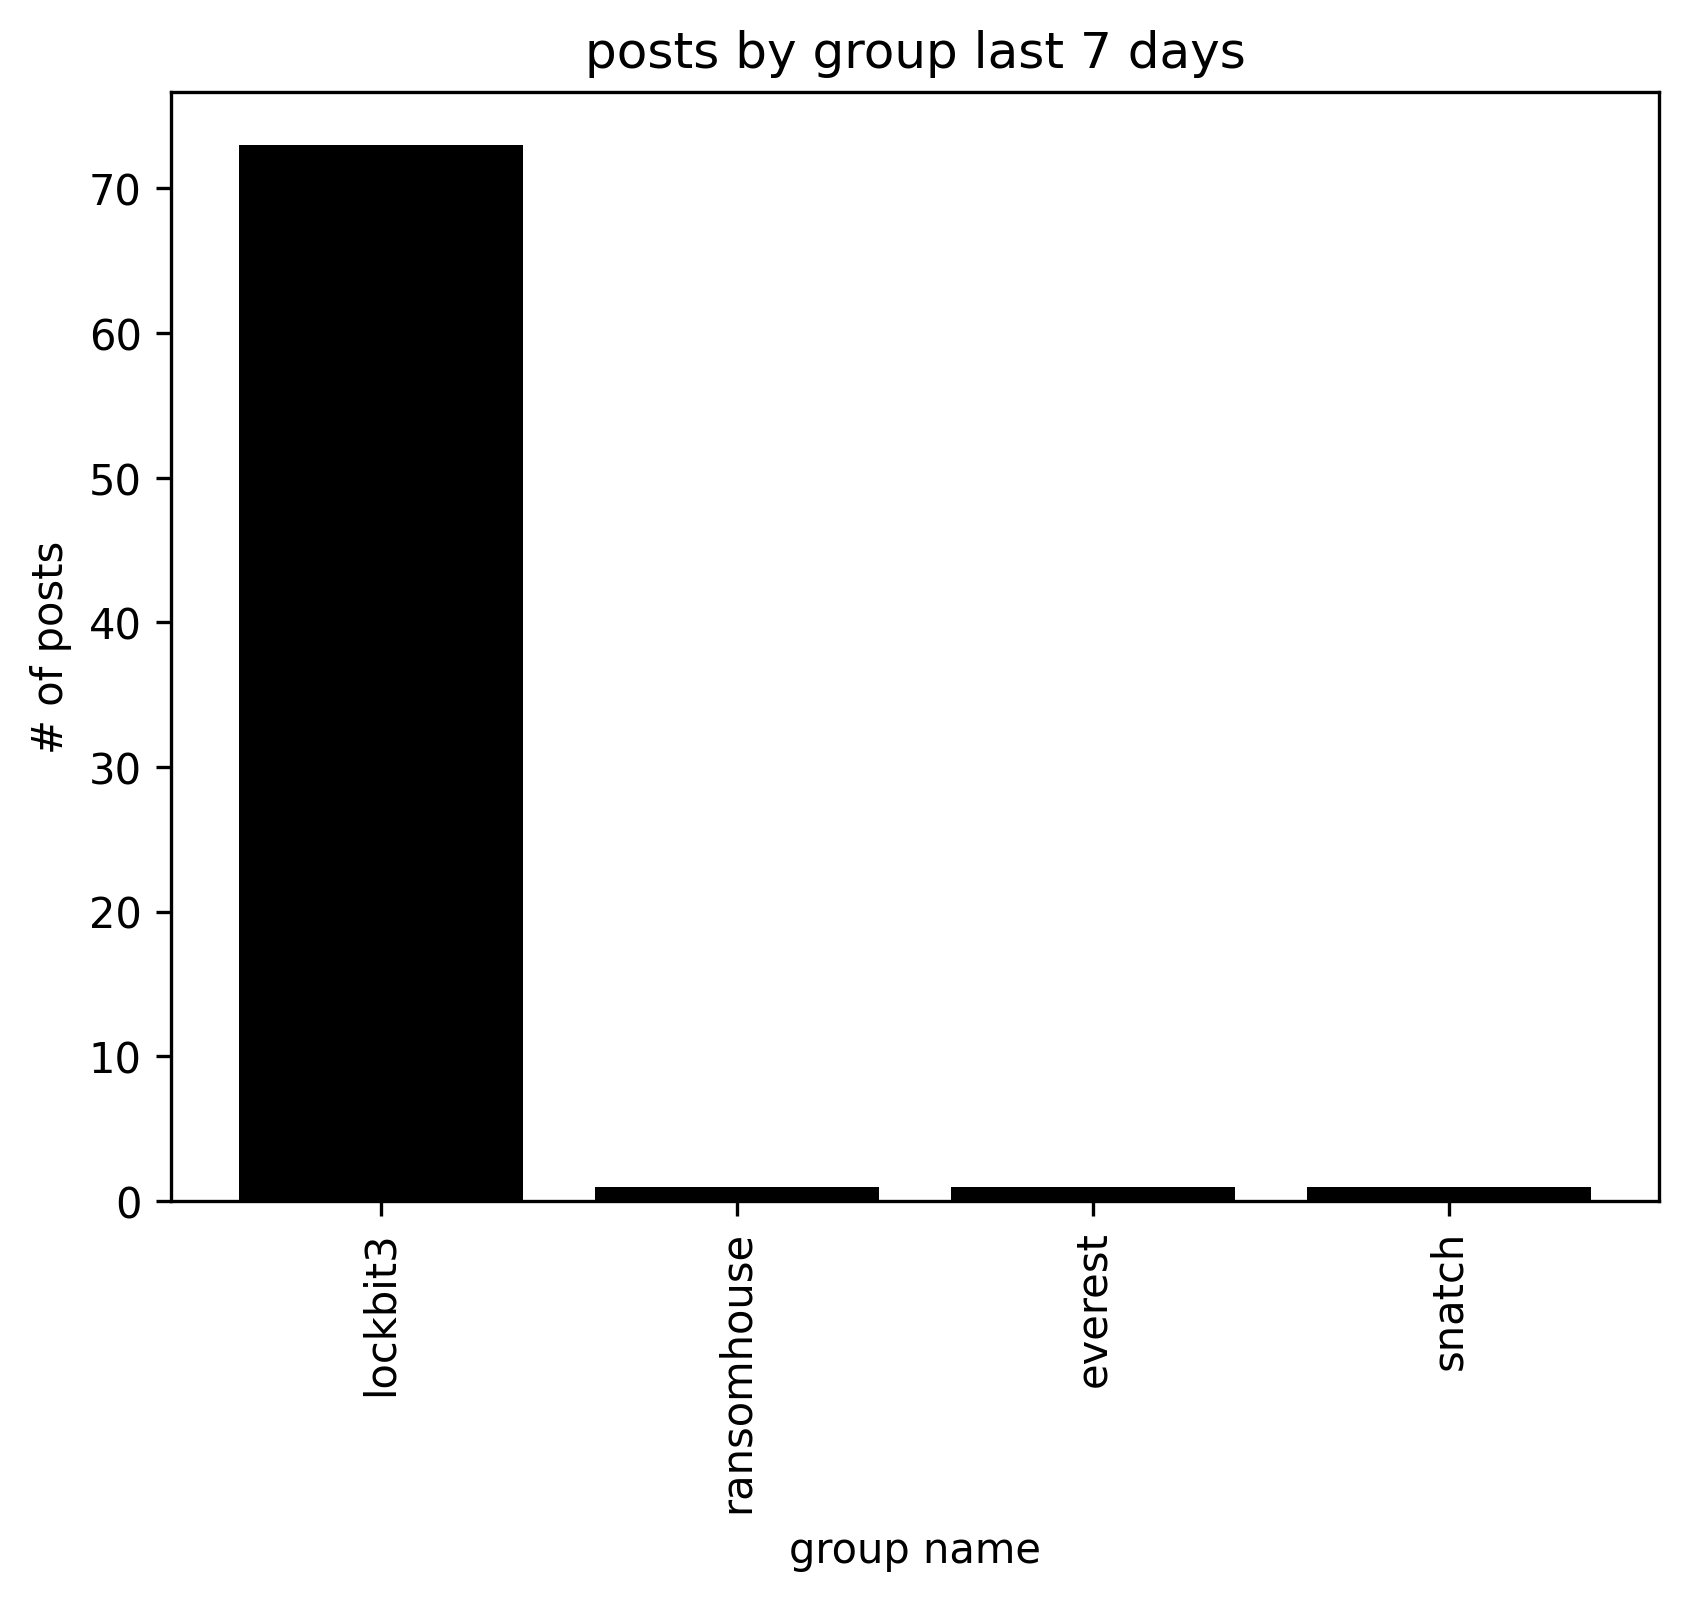 posts by group last 7 days
# of posts
70
60
50
40
30
20
10
0
lockbit3
ransomhouse
everest
snatch
group name